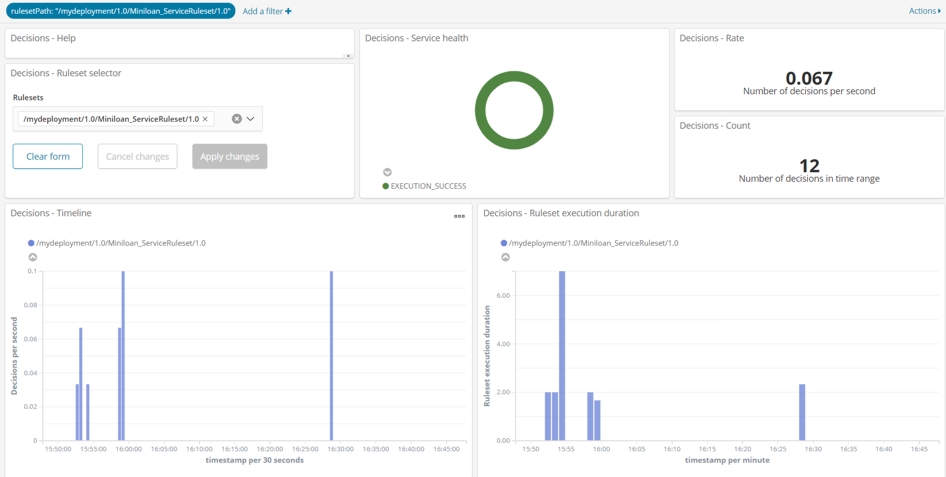 rulesetPath: "/mydeployment/1.0/Miniloan_ServiceRuleset/1.0"
Add a filter +
Actions
Decisions - Help
Decisions - Ruleset selector
Rulesets
/mydeployment/1.0/Miniloan_ServiceRuleset/1.0 ×
Clear form
Cancel changes
Apply changes
Decisions - Service health
EXECUTION_SUCCESS
Decisions - Rate
0.067
Number of decisions per second
Decisions - Count
12
Number of decisions in time range
Decisions - Timeline
/mydeployment/1.0/Miniloan_ServiceRuleset/1.0
Decisions per second
0.1
0.08
0.06
0.04
0.02
0
15:50:00 15:55:00 16:00:00 16:05:00 16:10:00 16:15:00 16:20:00 16:25:00 16:30:00 16:35:00 16:40:00 16:45:00
timestamp per 30 seconds
Decisions - Ruleset execution duration
/mydeployment/1.0/Miniloan_ServiceRuleset/1.0
Ruleset execution duration
6.00
4.00
2.00
0.00
15:50 15:55 16:00 16:05 16:10 16:15 16:20 16:25 16:30 16:35 16:40 16:45
timestamp per minute